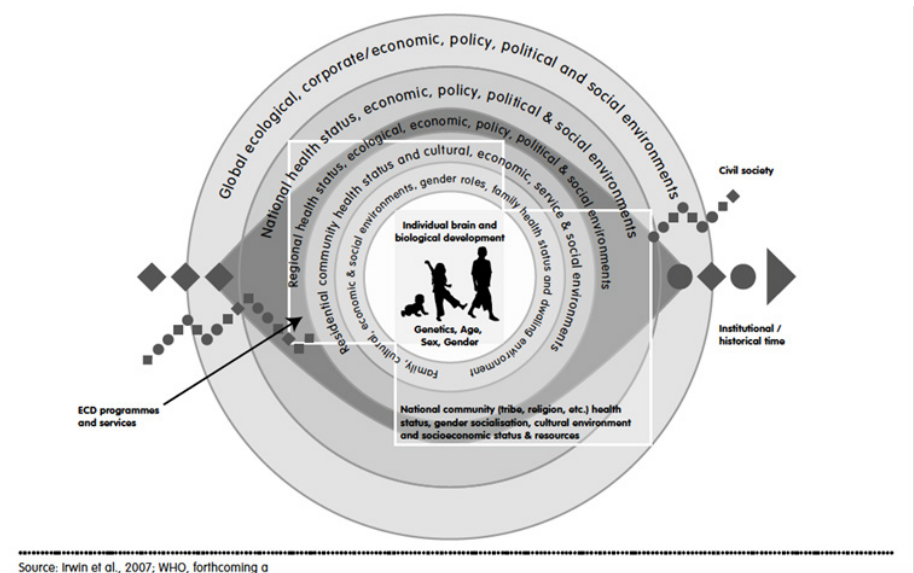 Global ecological, corporate/economic, policy, political and social environments
National health status, economic, policy, political & social environments
Regional health status, ecological, economic, policy, political & social environments
Residential community health status and cultural, economic, service & social environments
Family, cultural, economic & social environments, gender roles, family health status and dwelling environment
Individual brain and
biological development
Genetics, Age,
Sex, Gender
Civil society
Institutional /
historical time
ECD programmes
and services
National community (tribe, religion, etc.) health
status, gender socialisation, cultural environment
and socioeconomic status & resources
Source: Irwin et al., 2007; WHO, forthcoming a